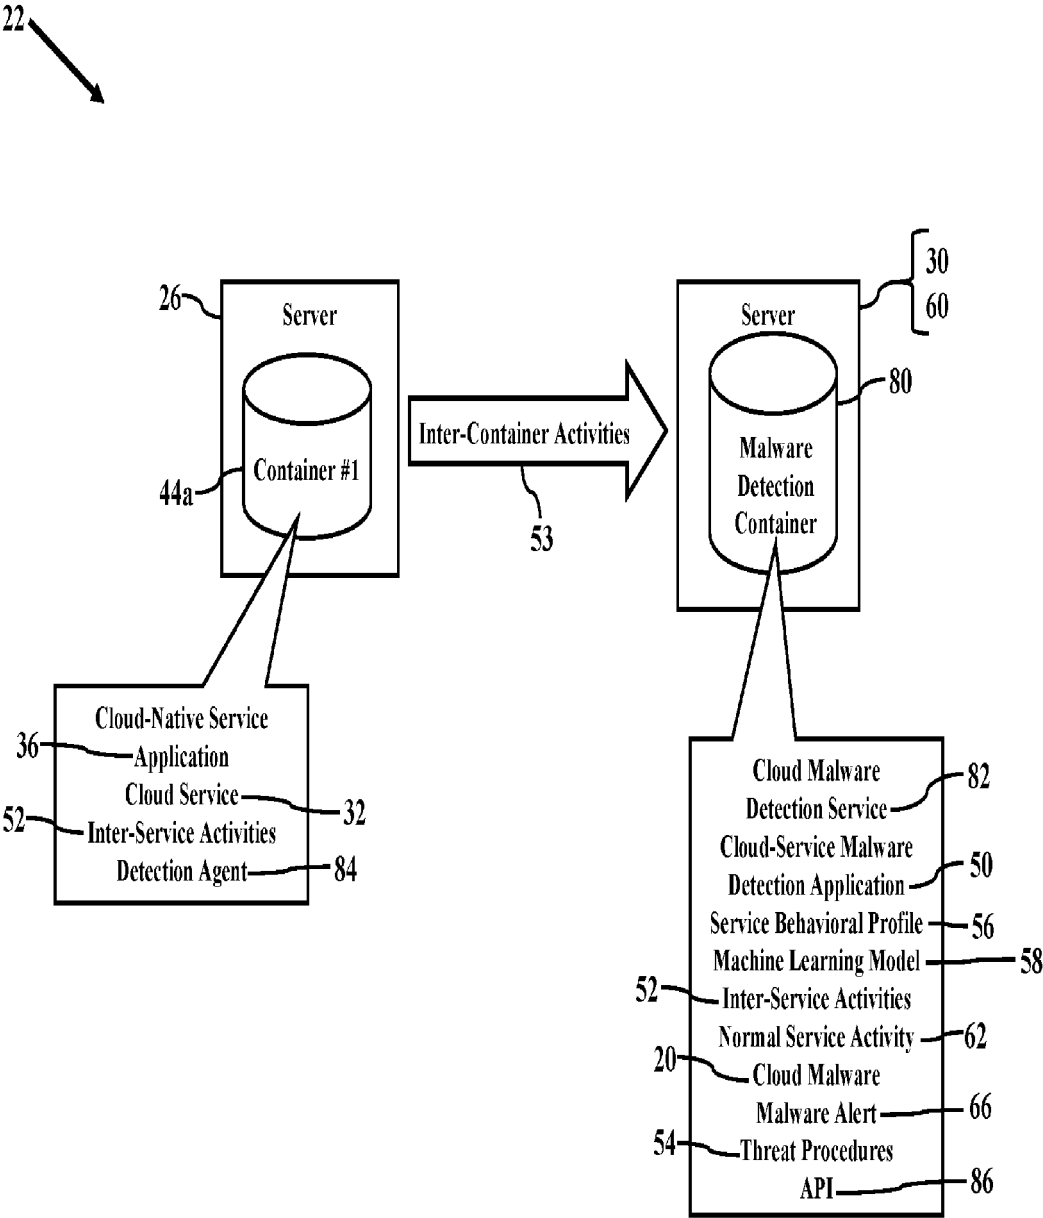 22
30
26
60
Server
Server
80
Inter-Container Activities
Malware
Detection
Container
Container #1
44a
53
Cloud-Native Service
36
Application
Cloud Service
32
52
Inter-Service Activities
Detection Agent
84
Cloud Malware
82
Detection Service
Cloud-Service Malware
50
Detection Application
Service Behavioral Profile
56
Machine Learning Model
58
52
Inter-Service Activities
Normal Service Activity
62
20
Cloud Malware
Malware Alert
66
54
Threat Procedures
API
86